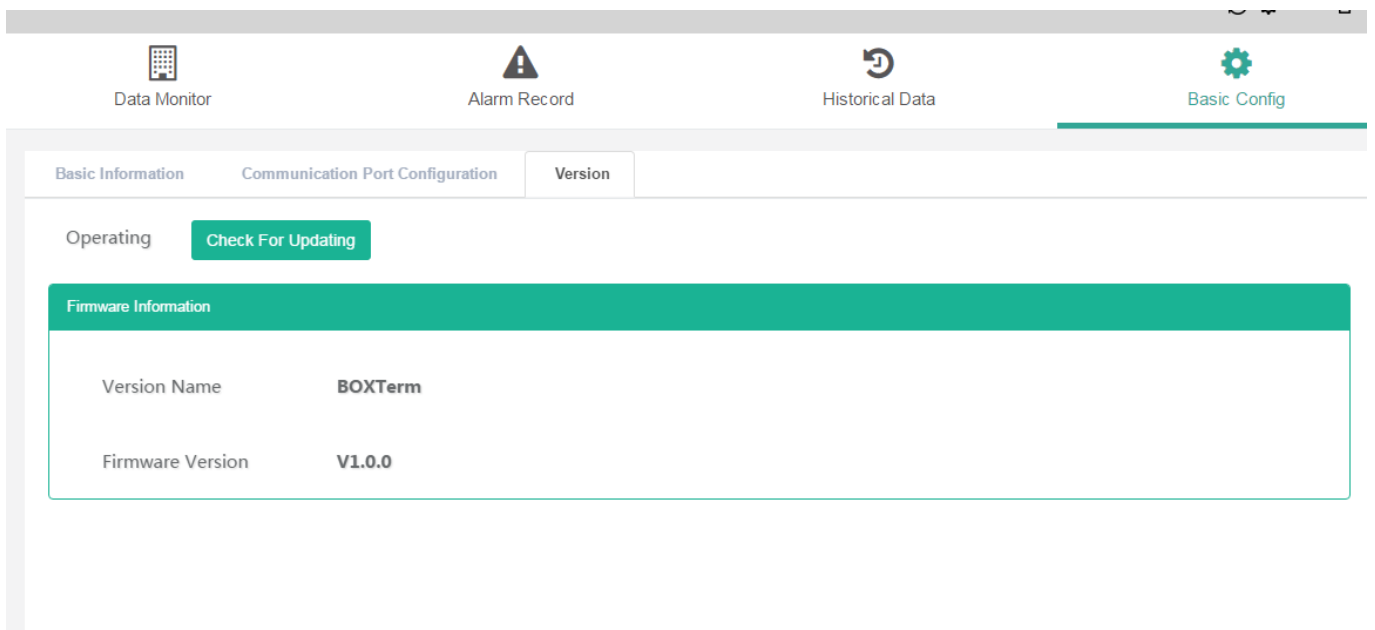 Data Monitor Alarm Record Historical Data Basic Config
Basic Information Communication Port Configuration Version
Operating Check For Updating
Firmware Information
Version Name BOXTerm
Firmware Version V1.0.0